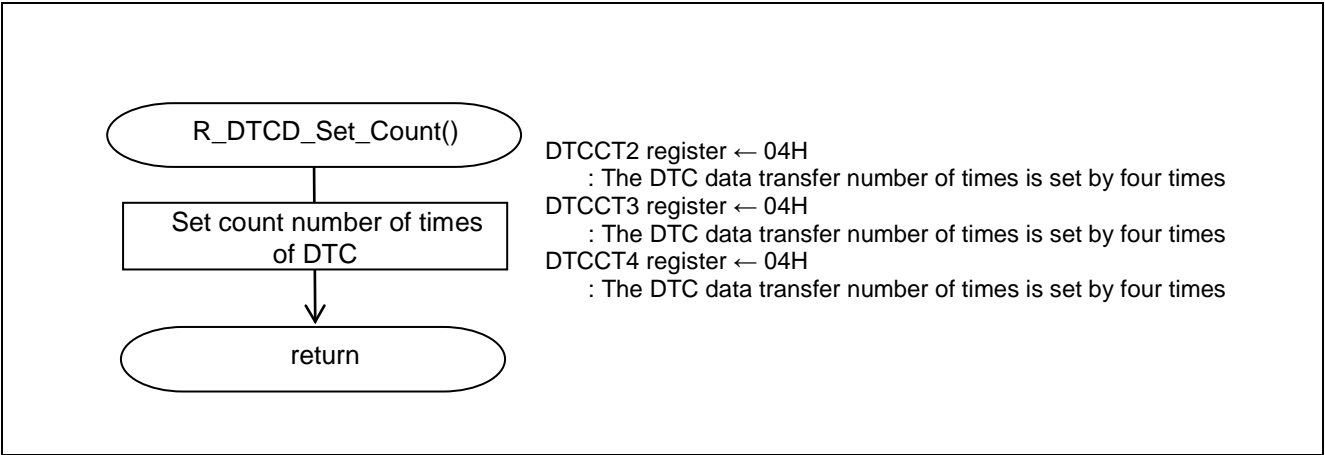 R_DTCD_Set_Count()
DTCCT2 register ← 04H
: The DTC data transfer number of times is set by four times
DTCCT3 register ← 04H
: The DTC data transfer number of times is set by four times
DTCCT4 register ← 04H
: The DTC data transfer number of times is set by four times
Set count number of times
of DTC
return